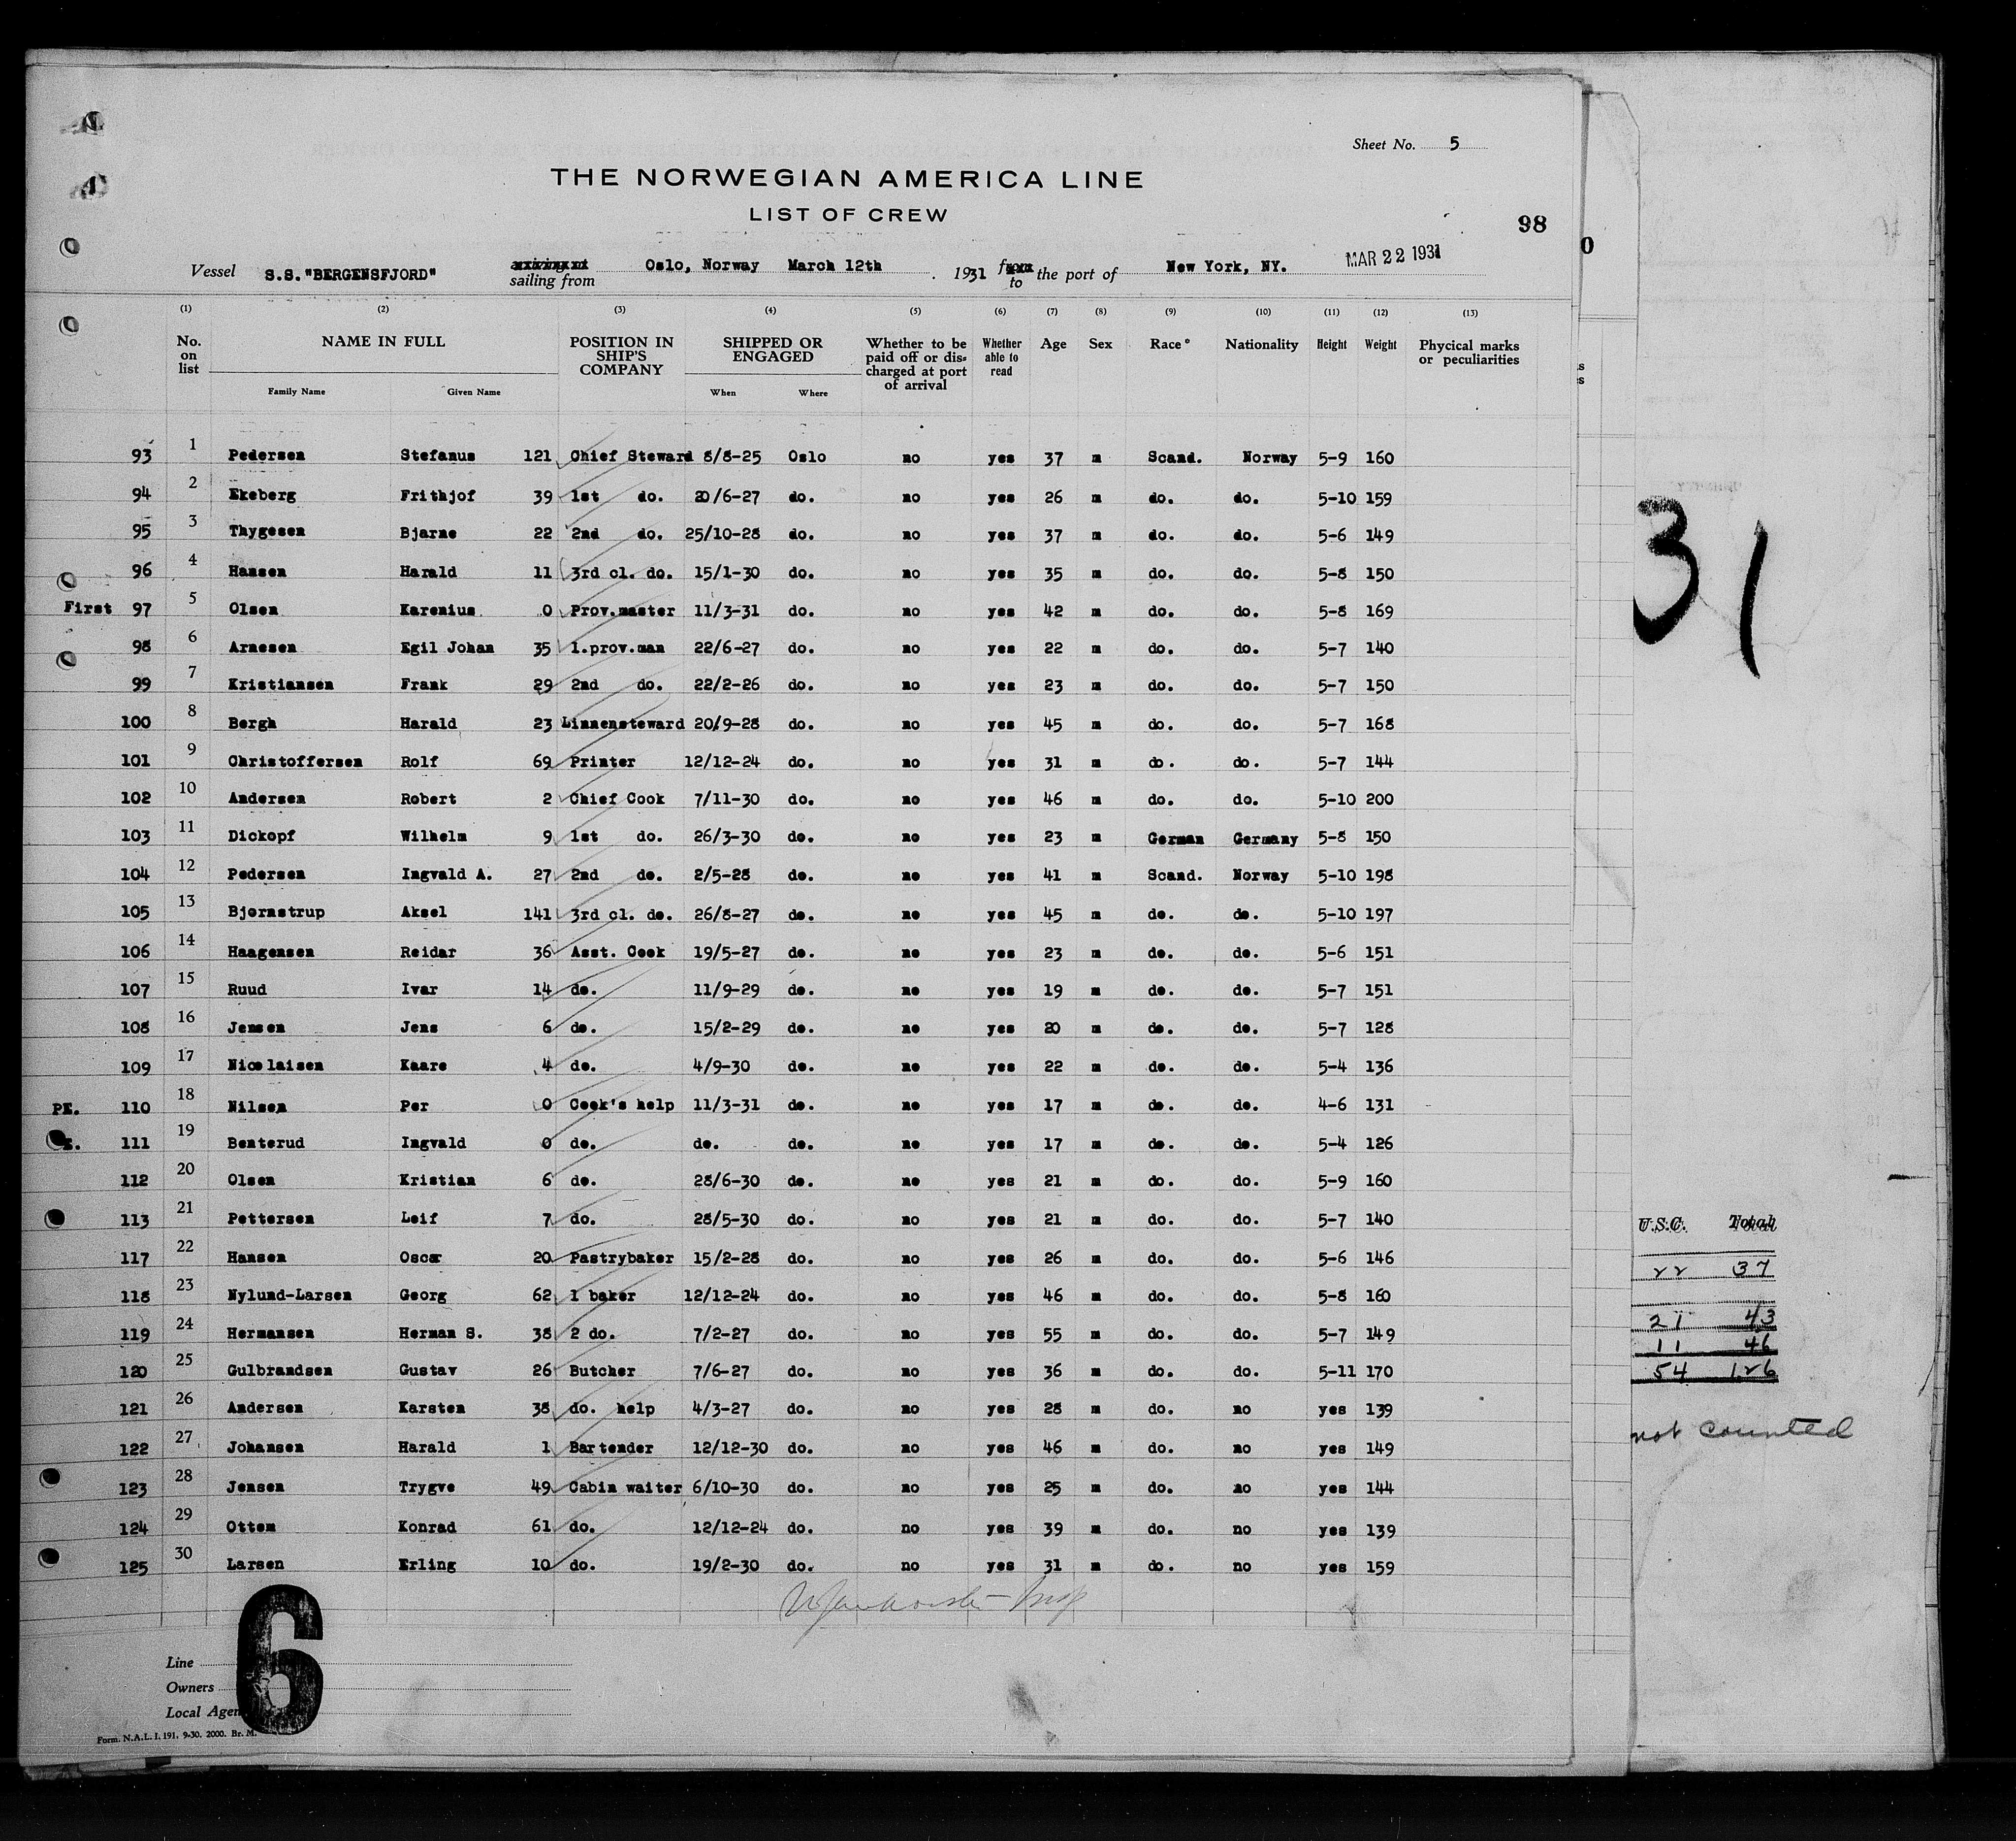 Sheet No. 5
THE NORWEGIAN AMERICA LINE
LIST OF CREW
98
Vessel S.S."BERGENSFJORD" sailing from Oslo, Norway March 12th 1931 to the port of New York, NY. MAR 22 1931
(1) (2) (3) (4) (5) (6) (7) (8) (9) (10) (11) (12) (13)
No. on list NAME IN FULL POSITION IN SHIP'S COMPANY SHIPPED OR ENGAGED Whether to be paid off or discharged at port of arrival Whether able to read Age Sex Race* Nationality Height Weight Phycical marks or peculiarities
Family Name Given Name When Where
93 1 Pedersen Stefanus 121 Chief Steward 8/8-25 Oslo no yes 37 m Scand. Norway 5-9 160
94 2 Ekeberg Frithjof 39 1st do. 20/6-27 do. no yes 26 m do. do. 5-10 159
95 3 Thygesen Bjarne 22 2nd do. 25/10-28 do. no yes 37 m do. do. 5-6 149
96 4 Hansen Harald 11 3rd cl. do. 15/1-30 do. no yes 35 m do. do. 5-8 150
First 97 5 Olsen Karenius 0 Prov.master 11/3-31 do. no yes 42 m do. do. 5-8 169
98 6 Arnesen Egil Johan 35 1.prov.man 22/6-27 do. no yes 22 m do. do. 5-7 140
99 7 Kristiansen Frank 29 2nd do. 22/2-26 do. no yes 23 m do. do. 5-7 150
100 8 Bergh Harald 23 Linnensteward 20/9-28 do. no yes 45 m do. do. 5-7 168
101 9 Christoffersen Rolf 69 Printer 12/12-24 do. no yes 31 m do. do. 5-7 144
102 10 Andersen Robert 2 Chief Cook 7/11-30 do. no yes 46 m do. do. 5-10 200
103 11 Dickopf Wilhelm 9 1st do. 26/3-30 do. no yes 23 m German Germany 5-8 150
104 12 Pedersen Ingvald A. 27 2nd do. 2/5-28 do. no yes 41 m Scand. Norway 5-10 198
105 13 Bjørnstrup Aksel 141 3rd cl. do. 26/8-27 do. no yes 45 m do. do. 5-10 197
106 14 Haagensen Reidar 36 Asst. Cook 19/5-27 do. no yes 23 m do. do. 5-6 151
107 15 Ruud Ivar 14 do. 11/9-29 do. no yes 19 m do. do. 5-7 151
108 16 Jensen Jens 6 do. 15/2-29 do. no yes 20 m do. do. 5-7 128
109 17 Nicolaisen Kaare 4 do. 4/9-30 do. no yes 22 m do. do. 5-4 136
PE. 110 18 Nilsen Per 0 Cook's help 11/3-31 do. no yes 17 m do. do. 4-6 131
111 19 Benterud Ingvald 0 do. do. do. no yes 17 m do. do. 5-4 126
112 20 Olsen Kristian 6 do. 28/6-30 do. no yes 21 m do. do. 5-9 160
113 21 Pettersen Leif 7 do. 28/5-30 do. no yes 21 m do. do. 5-7 140
117 22 Hansen Oscar 20 Pastrybaker 15/2-28 do. no yes 26 m do. do. 5-6 146
118 23 Nylund-Larsen Georg 62 1 baker 12/12-24 do. no yes 46 m do. do. 5-8 160
119 24 Hermansen Herman S. 38 2 do. 7/2-27 do. no yes 55 m do. do. 5-7 149
120 25 Gulbrandsen Gustav 26 Butcher 7/6-27 do. no yes 36 m do. do. 5-11 170
121 26 Andersen Karsten 38 do. help 4/3-27 do. no yes 28 m do. no yes 139
122 27 Johansen Harald 1 Bartender 12/12-30 do. no yes 46 m do. no yes 149
123 28 Jensen Trygve 49 Cabin waiter 6/10-30 do. no yes 25 m do. no yes 144
124 29 Ottem Konrad 61 do. 12/12-24 do. no yes 39 m do. no yes 139
125 30 Larsen Erling 10 do. 19/2-30 do. no yes 31 m do. no yes 159
Line
Owners
Local Agen
6
Form. N.A.L. I. 191. 9-30. 2000. Br. M.
0
s
s
31
U.S.C. Total
22 37
21 43
11 46
54 126
not counted